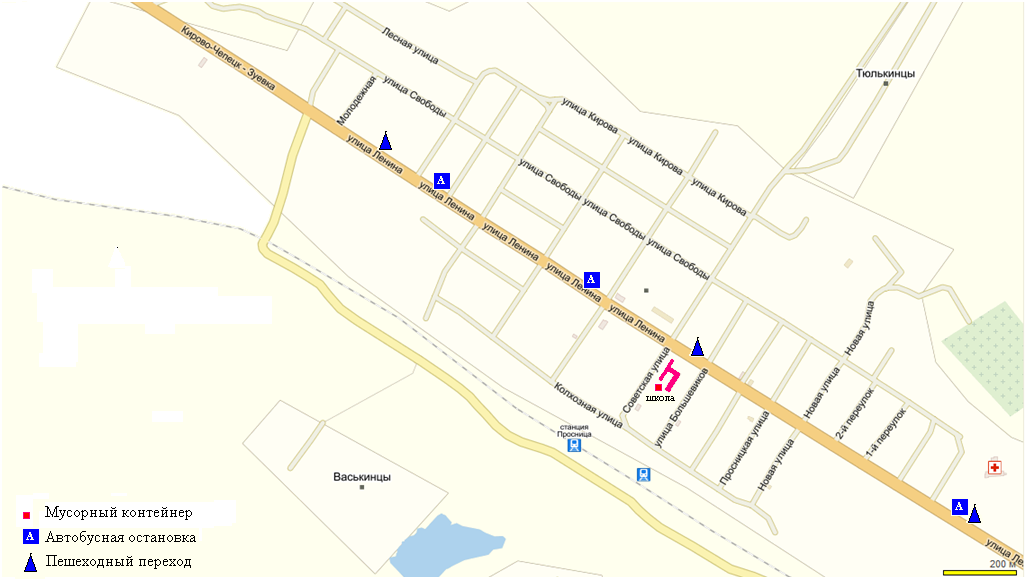 Кирово-Чепецк - Зуевка
Лесная улица
Молодежная
улица Свободы
улица Ленина
А
улица Ленина
улица Ленина
улица Ленина
А
улица Ленина
улица Кирова
улица Кирова
улица Кирова
улица Свободы
улица Свободы
улица Свободы
Тюлькинцы
Советская улица
школа
улица Большевиков
Колхозная улица
станция
Просница
Просницкая улица
Новая улица
Новая улица
Новая улица
2-й переулок
1-й переулок
Васькинцы
А
улица Ле
200 м
Мусорный контейнер
А Автобусная остановка
Пешеходный переход